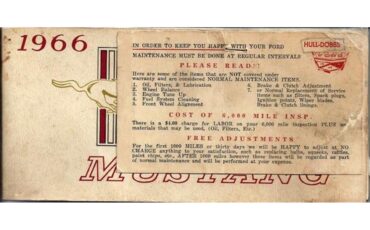 1966
IN ORDER TO KEEP YOU HAPPY WITH YOUR FORD
MAINTENANCE MUST BE DONE AT REGULAR INTERVALS
HULL-DOBBS
PLEASE READ!!
Here are some of the items that are NOT covered under
warranty and are considered NORMAL MAINTENANCE ITEMS.
1. Oil, Filters, & Lubrication
2. Wheel Balance
3. Engine Tune Up
4. Fuel System Cleaning
5. Front Wheel Alignment
6. Brake & Clutch Adjustment
or Normal Replacement of Service
items such as filters, Spark plugs,
Ignition points, Wiper blades,
Brake & Clutch linings.
COST OF 6,000 MILE INSP
There is a $4.00 charge for LABOR on your 6,000 mile inspection PLUS
materials that may be used, (Oil, Filters, Etc.)
FREE ADJUSTMENTS
For the first 1000 MILES or thirty days we will be HAPPY to adjust at NO
CHARGE anything to your satisfaction, such as replacing bulbs, squeaks, rattles,
paint chips, etc., AFTER 1000 miles however these items will be regarded as part
of normal maintenance and will be performed at your expense.
MUSTANG